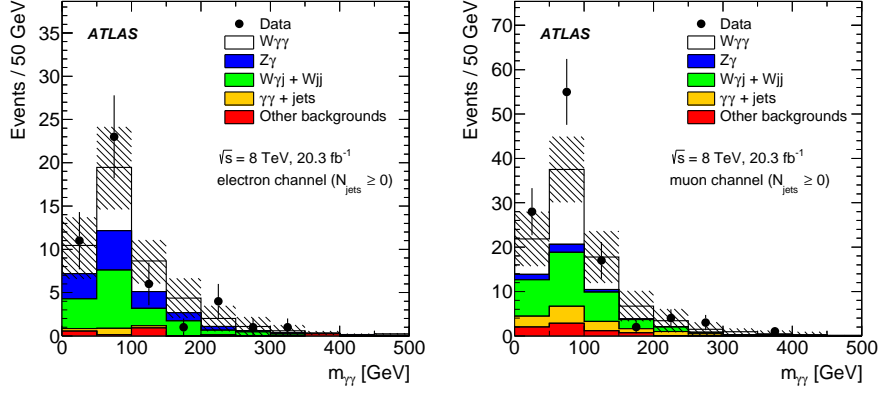 Events / 50 GeV
35
30
25
20
15
10
5
0
ATLAS
Data
Wγγ
Zγ
Wγj + Wjj
γγ + jets
Other backgrounds
√s = 8 TeV, 20.3 fb⁻¹
electron channel (N_jets ≥ 0)
0 100 200 300 400 500
m_γγ [GeV]
Events / 50 GeV
70
60
50
40
30
20
10
0
ATLAS
Data
Wγγ
Zγ
Wγj + Wjj
γγ + jets
Other backgrounds
√s = 8 TeV, 20.3 fb⁻¹
muon channel (N_jets ≥ 0)
0 100 200 300 400 500
m_γγ [GeV]